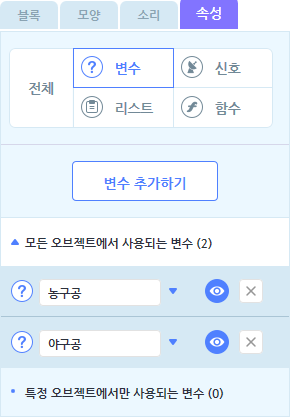 블록 모양 소리 속성
전체 변수 신호
리스트 함수
변수 추가하기
모든 오브젝트에서 사용되는 변수 (2)
농구공
야구공
특정 오브젝트에서만 사용되는 변수 (0)